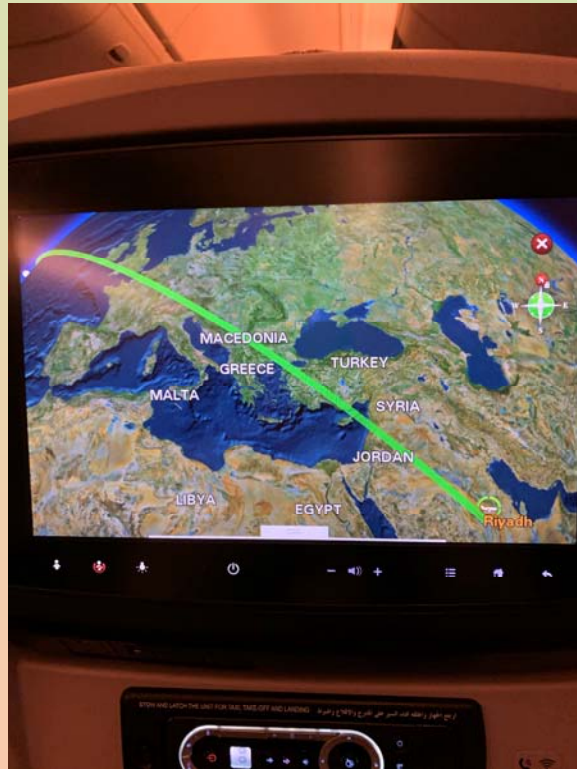 MACEDONIA
GREECE
TURKEY
MALTA
SYRIA
JORDAN
LIBYA
EGYPT
Riyadh
STOW AND LATCH THE UNIT FOR TAXI, TAKE-OFF AND LANDING